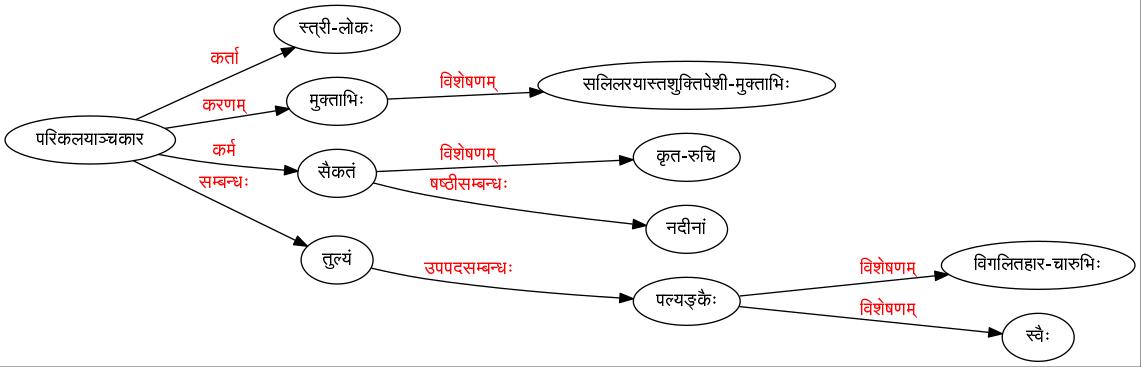 स्त्री-लोकः
कर्ता
सलिलरयास्तशुक्तिपेशी-मुक्ताभिः
विशेषणम्
मुक्ताभिः
करणम्
परिकलयाञ्चकार
कर्म
सैकतं
विशेषणम्
कृत-रुचि
षष्ठीसम्बन्धः
सम्बन्धः
नदीनां
तुल्यं
उपपदसम्बन्धः
विशेषणम्
विगलितहार-चारुभिः
पल्यङ्कैः
विशेषणम्
स्वैः